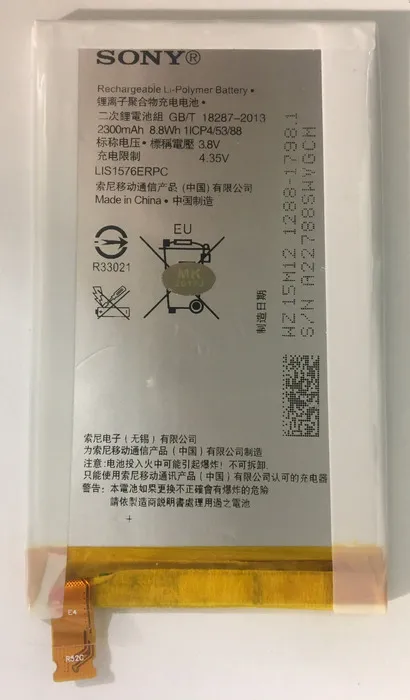 SONY®
Rechargeable Li-Polymer Battery •
锂离子聚合物充电电池 •
二次鋰電池組 GB/T 18287-2013
2300mAh 8.8Wh 1ICP4/53/88
标称电压 • 標稱電壓 3.8V
充电限制 4.35V
LIS1576ERPC
索尼移动通信产品（中国）有限公司
Made in China • 中国制造
EU
R33021
MK
制造日期
WZ 15M12 1288-1798.1
S/N A22788SWVGCM
索尼电子（无锡）有限公司
为索尼移动通信产品（中国）有限公司制造
注意:电池投入火中可能引起爆炸! 不可拆卸.
只能使用索尼移动通讯产品（中国）有限公司认可的充电器
警告: 本電池如果更換不正確會有爆炸的危險
請依製造商說明書處理用過之電池
+
E4
R520